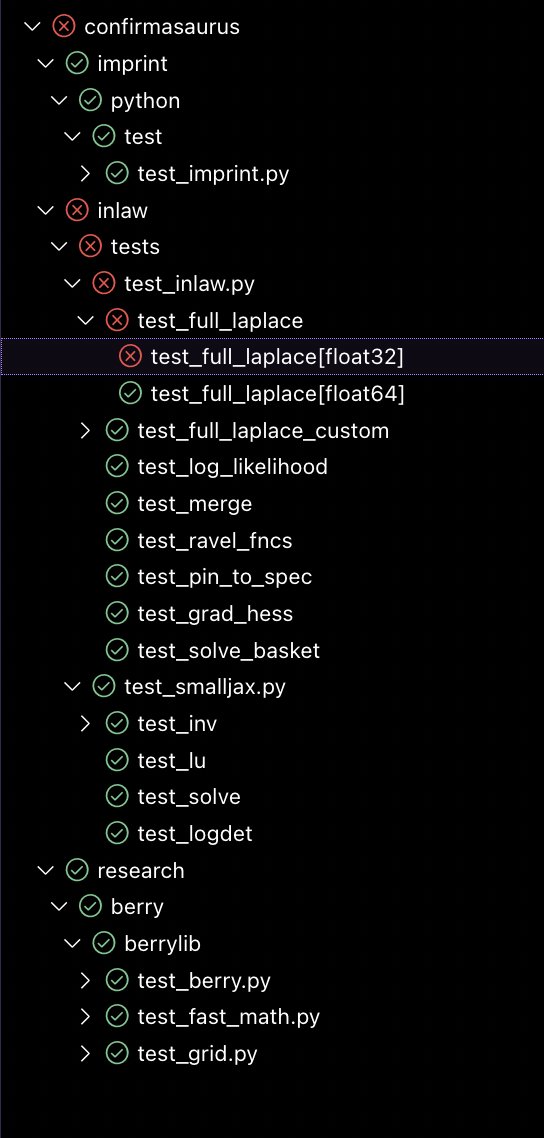 confirmasaurus
imprint
python
test
test_imprint.py
inlaw
tests
test_inlaw.py
test_full_laplace
test_full_laplace[float32]
test_full_laplace[float64]
test_full_laplace_custom
test_log_likelihood
test_merge
test_ravel_fncs
test_pin_to_spec
test_grad_hess
test_solve_basket
test_smalljax.py
test_inv
test_lu
test_solve
test_logdet
research
berry
berrylib
test_berry.py
test_fast_math.py
test_grid.py